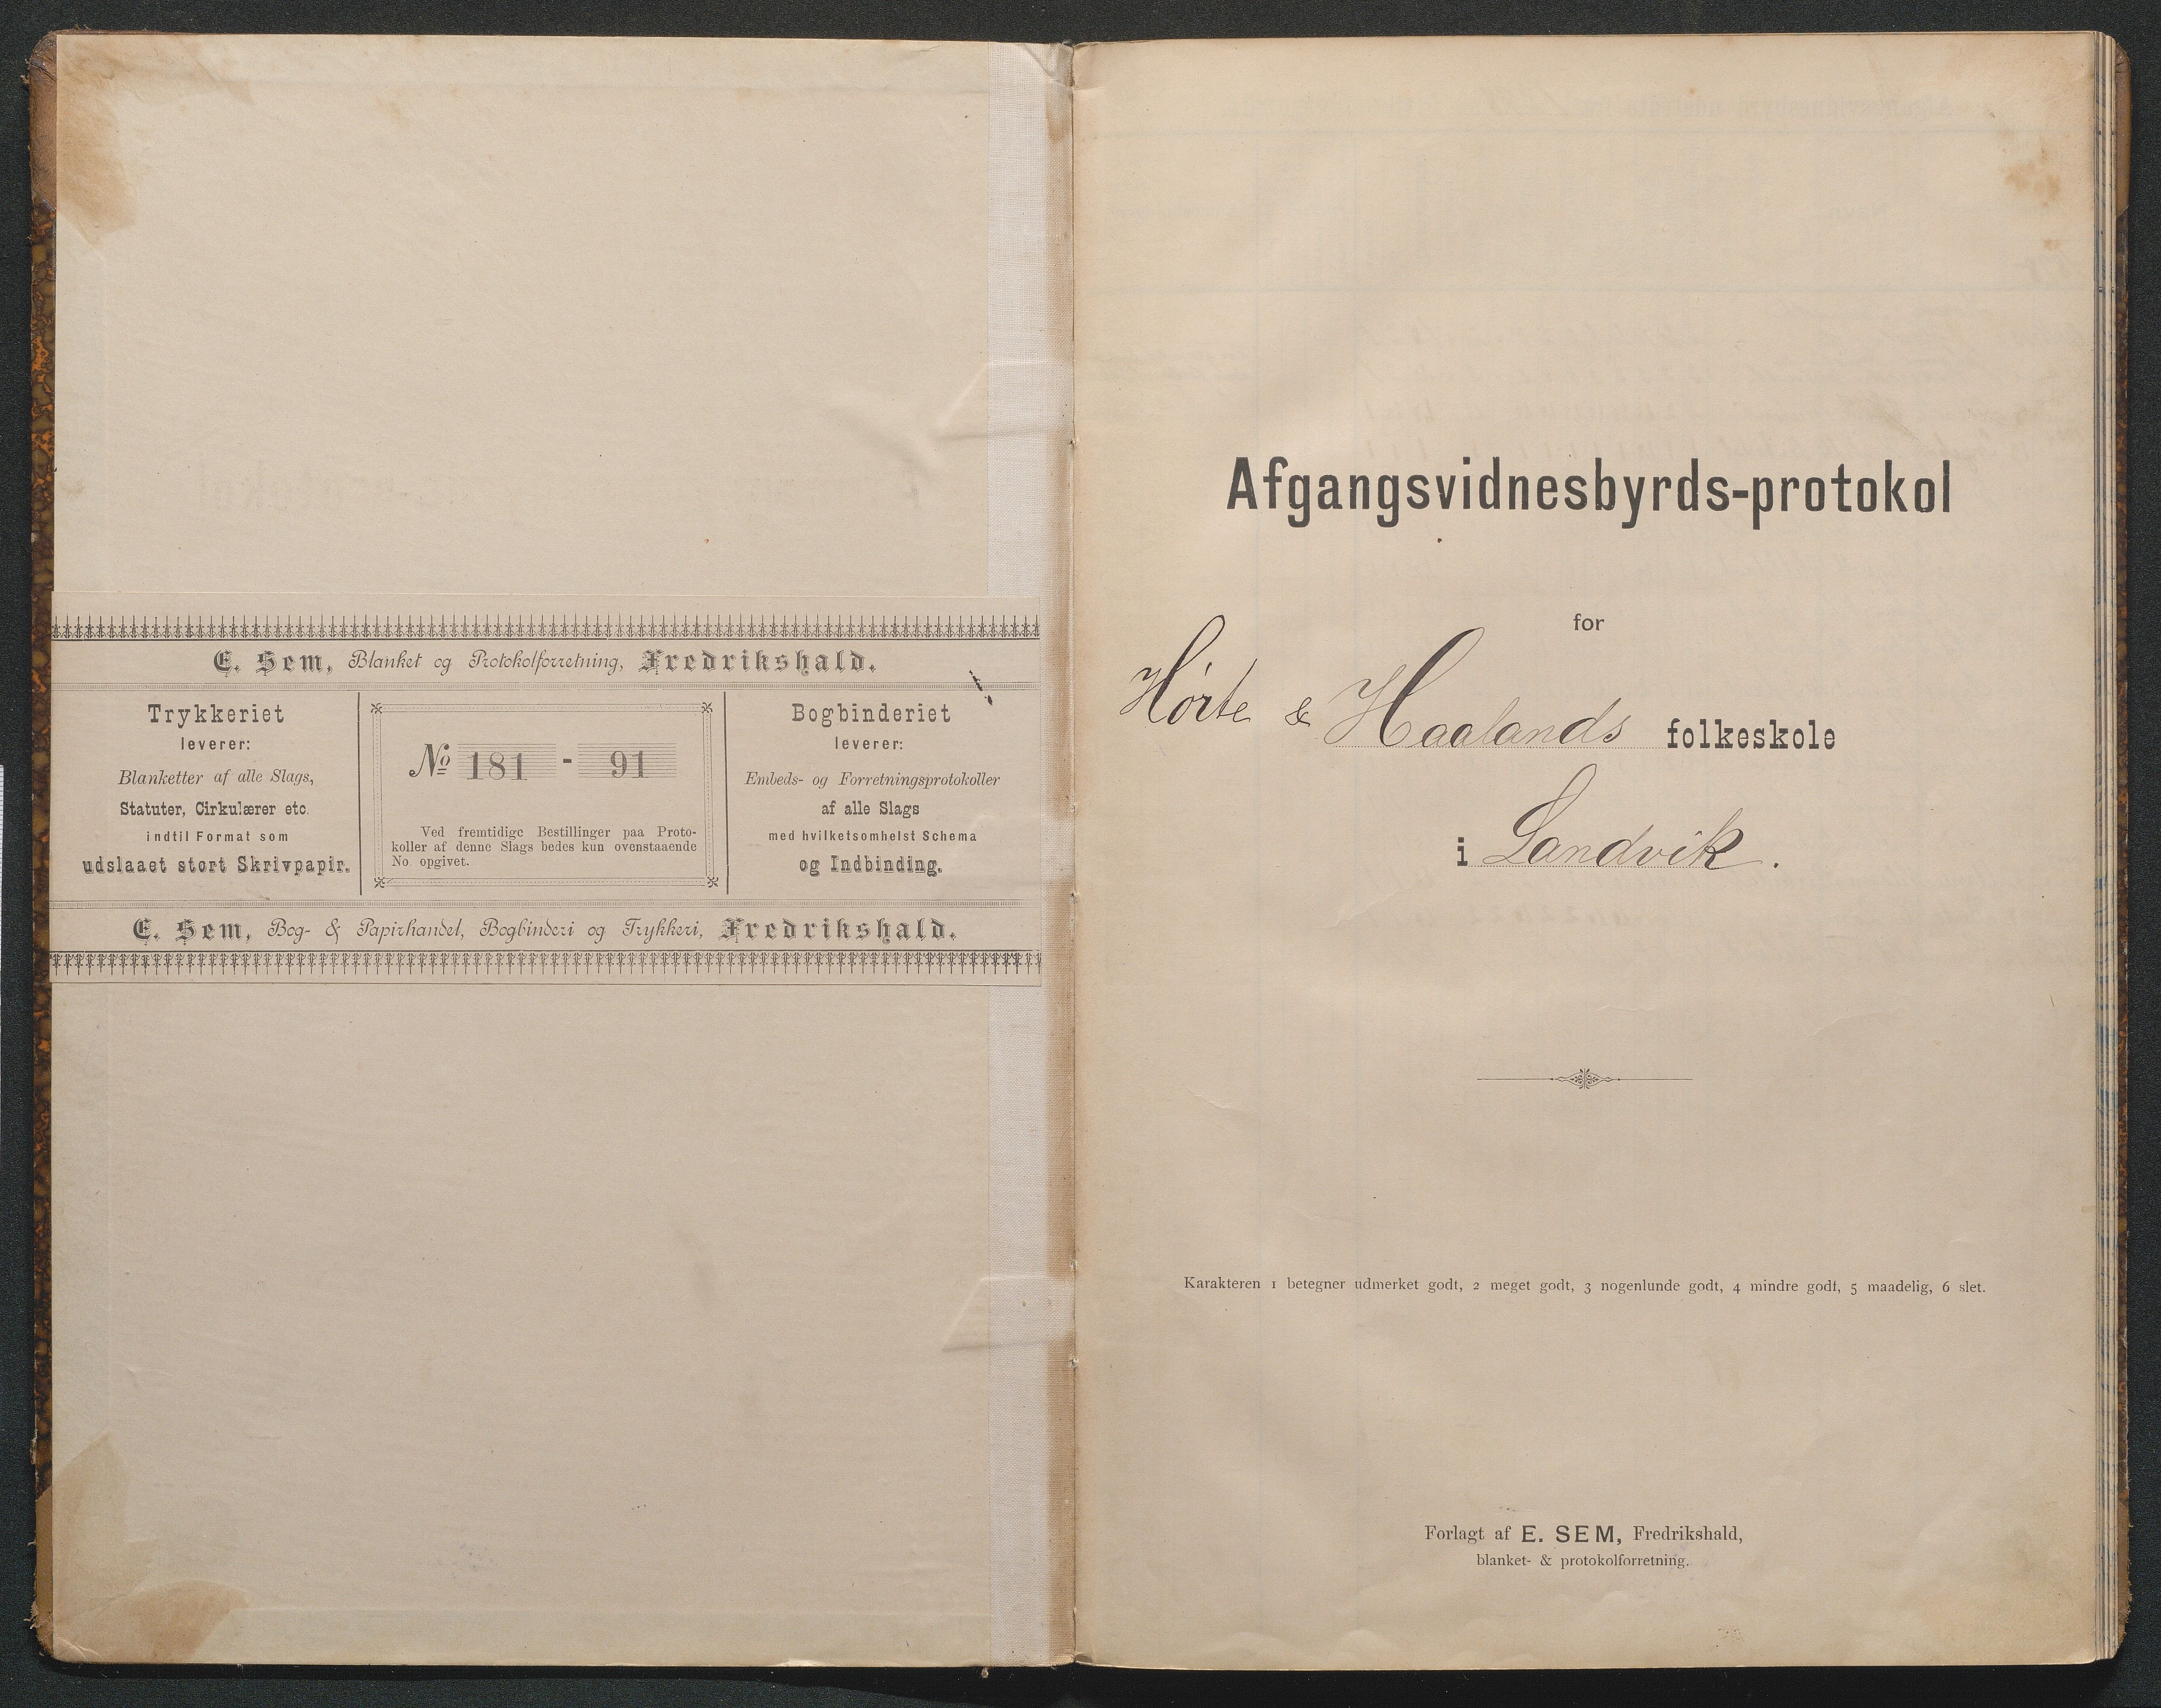 E. Sem, Blanket og Protokolforretning, Fredrikshald.
Trykkeriet
leverer:
Blanketter af alle Slags,
Statuter, Cirkulærer etc.
indtil Format som
udslaaet stort Skrivpapir.
No 181 - 91
Ved fremtidige Bestillinger paa Proto-
koller af denne Slags bedes kun ovenstaaende
No. opgivet.
Bogbinderiet
leverer:
Embeds- og Forretningsprotokoller
af alle Slags
med hvilketsomhelst Schema
og Indbinding.
E. Sem, Bog- & Papirhandel, Bogbinderi og Trykkeri, Fredrikshald.
Afgangsvidnesbyrds-protokol
for
Hørte & Haalands folkeskole
i Landvik.
Karakteren 1 betegner udmerket godt, 2 meget godt, 3 nogenlunde godt, 4 mindre godt, 5 maadelig, 6 slet.
Forlagt af E. SEM, Fredrikshald,
blanket- & protokolforretning.